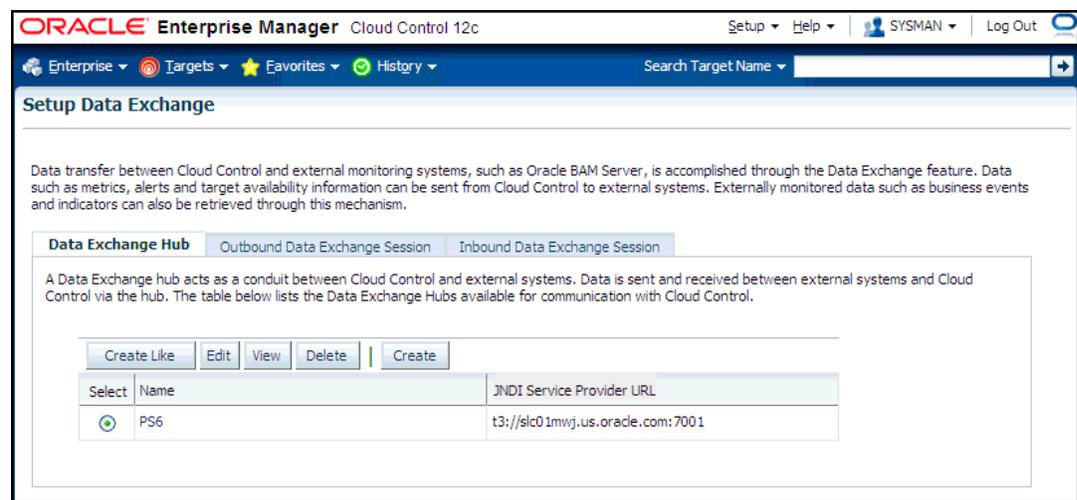 ORACLE Enterprise Manager Cloud Control 12c
Setup Help SYSMAN Log Out
Enterprise Targets Favorites History Search Target Name
Setup Data Exchange
Data transfer between Cloud Control and external monitoring systems, such as Oracle BAM Server, is accomplished through the Data Exchange feature. Data
such as metrics, alerts and target availability information can be sent from Cloud Control to external systems. Externally monitored data such as business events
and indicators can also be retrieved through this mechanism.
Data Exchange Hub Outbound Data Exchange Session Inbound Data Exchange Session
A Data Exchange hub acts as a conduit between Cloud Control and external systems. Data is sent and received between external systems and Cloud
Control via the hub. The table below lists the Data Exchange Hubs available for communication with Cloud Control.
Create Like Edit View Delete | Create
Select Name JNDI Service Provider URL
PS6 t3://slc01mwj.us.oracle.com:7001